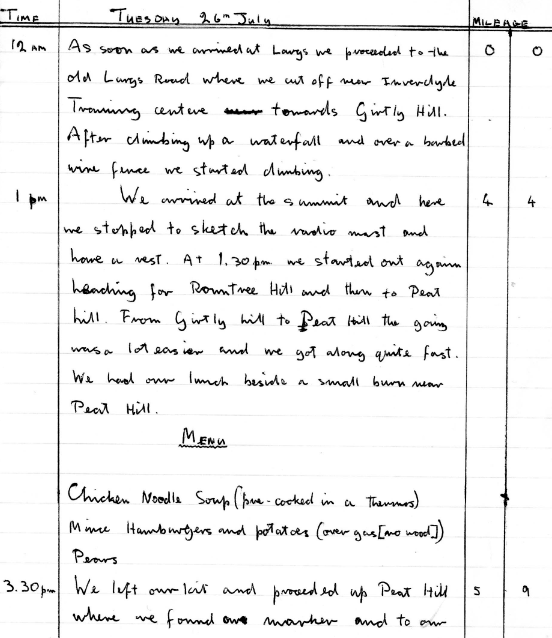 TIME TUESDAY 26TH JULY MILEAGE
12 AM As soon as we arrived at Largs we proceeded to the 0 0
old Largs Road where we cut off near Inverclyde
Training centere towards Girtly Hill.
After climbing up a waterfall and over a barbed
wire fence we started climbing.
1 pm We arrived at the summit and here 4 4
we stopped to sketch the radio mast and
have a rest. At 1.30 pm we started out again
heading for Rowntree Hill and then to Peat
hill. From Girtly hill to Peat Hill the going
was a lot easier and we got along quite fast.
We had our lunch beside a small burn near
Peat Hill.
MENU
Chicken Noodle Soup (pre-cooked in a thermos)
Mince Hamburgers and potatoes (over gas [no wood])
Pears
3.30 pm We left our kit and proceded up Peat Hill 5 9
where we found one marker and to our